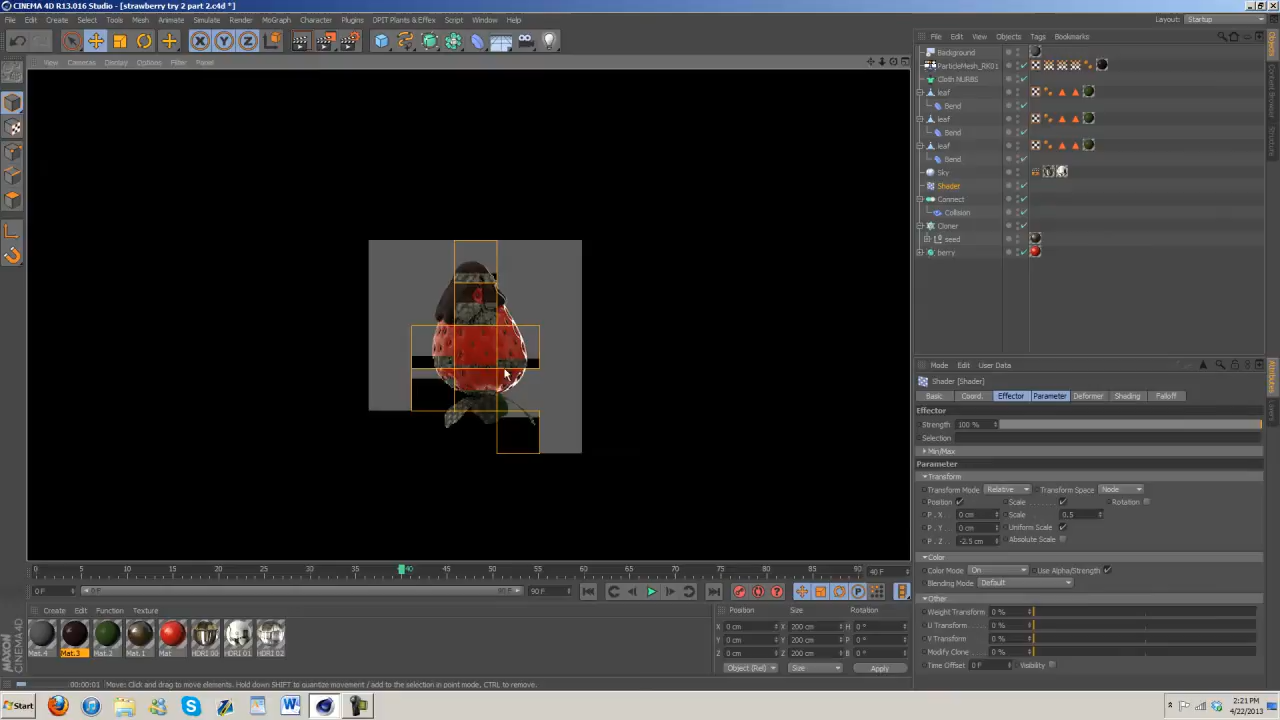 CINEMA 4D R13.016 Studio - [strawberry try 2 part 2.c4d *]
File Edit Create Select Tools Mesh Animate Simulate Render MoGraph Character Plugins DPIT Plants & Effex Script Window Help
Layout: Startup
View Cameras Display Options Filter Panel
File Edit View Objects Tags Bookmarks
Background
ParticleMesh_RK01
Cloth NURBS
leaf
Bend
leaf
Bend
leaf
Bend
Sky
Shader
Connect
Collision
Cloner
seed
berry
Objects
Content Browser
Structure
Mode Edit User Data
Shader [Shader]
Basic Coord. Effector Parameter Deformer Shading Falloff
Effector
Strength 100 %
Selection
Min/Max
Parameter
Transform
Transform Mode Relative Transform Space Node
Position Scale Rotation
P . X 0 cm Scale 0.5
P . Y 0 cm Uniform Scale
P . Z -2.5 cm Absolute Scale
Color
Color Mode On Use Alpha/Strength
Blending Mode Default
Other
Weight Transform 0 %
U Transform 0 %
V Transform 0 %
Modify Clone 0 %
Time Offset 0 F Visibility
Attributes
Layers
0 5 10 15 20 25 30 35 40 45 50 55 60 65 70 75 80 85 90 40 F
0 F 0 F 90 F 90 F
Create Edit Function Texture
Mat.4 Mat.3 Mat.2 Mat.1 Mat HDRI 00 HDRI 01 HDRI 02
Position Size Rotation
X 0 cm X 200 cm H 0 °
Y 0 cm Y 200 cm P 0 °
Z 0 cm Z 200 cm B 0 °
Object (Rel) Size Apply
MAXON CINEMA4D
00:00:01 Move: Click and drag to move elements. Hold down SHIFT to quantize movement / add to the selection in point mode, CTRL to remove.
Start
2:21 PM
4/22/2013